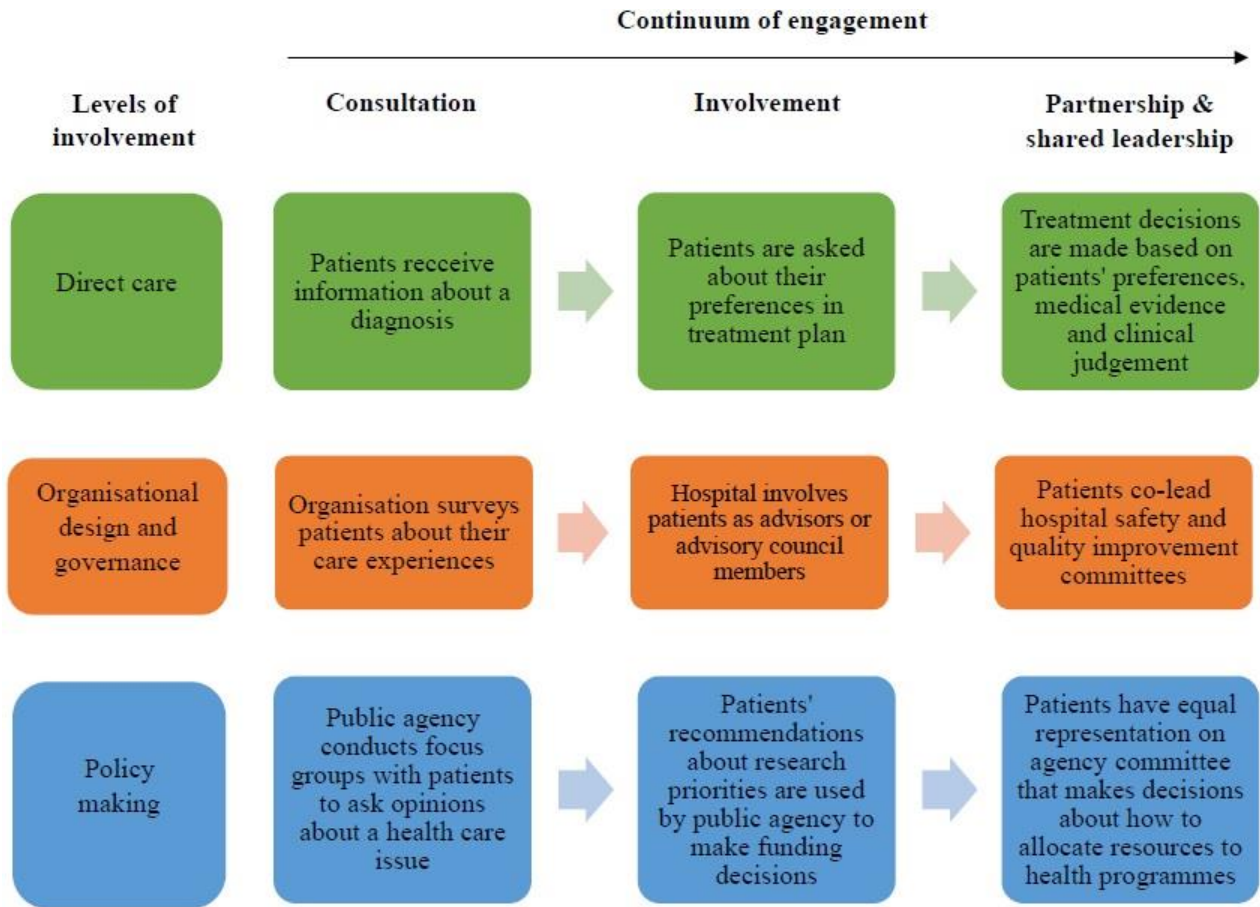 Continuum of engagement
Levels of
involvement
Consultation
Involvement
Partnership &
shared leadership
Direct care
Patients recceive
information about a
diagnosis
Patients are asked
about their
preferences in
treatment plan
Treatment decisions
are made based on
patients' preferences,
medical evidence
and clinical
judgement
Organisational
design and
governance
Organisation surveys
patients about their
care experiences
Hospital involves
patients as advisors or
advisory council
members
Patients co-lead
hospital safety and
quality improvement
committees
Policy
making
Public agency
conducts focus
groups with patients
to ask opinions
about a health care
issue
Patients'
recommendations
about research
priorities are used
by public agency to
make funding
decisions
Patients have equal
representation on
agency committee
that makes decisions
about how to
allocate resources to
health programmes